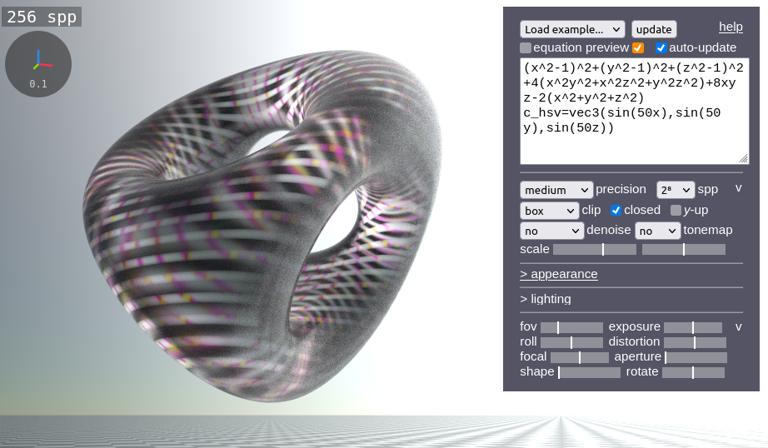 256 spp
0.1
Load example...
update
help
equation preview
auto-update
(x^2-1)^2+(y^2-1)^2+(z^2-1)^2
+4(x^2y^2+x^2z^2+y^2z^2)+8xy
z-2(x^2+y^2+z^2)
c_hsv=vec3(sin(50x),sin(50
y),sin(50z))
medium precision 2⁸ spp v
box clip closed y-up
no denoise no tonemap
scale
> appearance
> lighting
fov exposure v
roll distortion
focal aperture
shape rotate